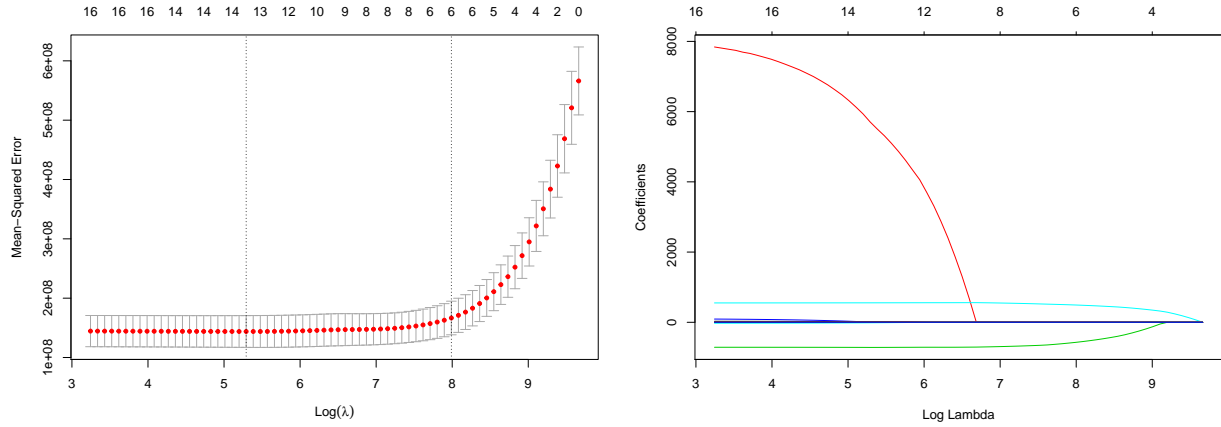 16 16 14 14 14 13 12 10 9 8 8 6 6 5 4 4 2 0
6e+08
5e+08
4e+08
3e+08
2e+08
1e+08
Mean−Squared Error
3 4 5 6 7 8 9
Log(λ)
16 16 14 12 8 6 4
8000
6000
4000
2000
0
Coefficients
3 4 5 6 7 8 9
Log Lambda